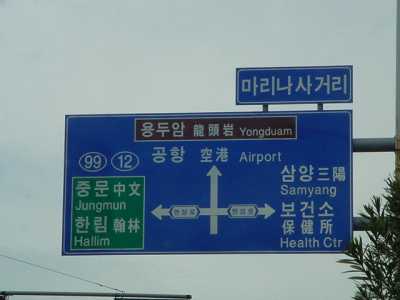 마리나사거리
용두암 龍頭岩 Yongduam
공항 空港 Airport
99 12
중문 中文
Jungmun
한림 翰林
Hallim
삼양 三陽
Samyang
보건소
保健所
Health Ctr